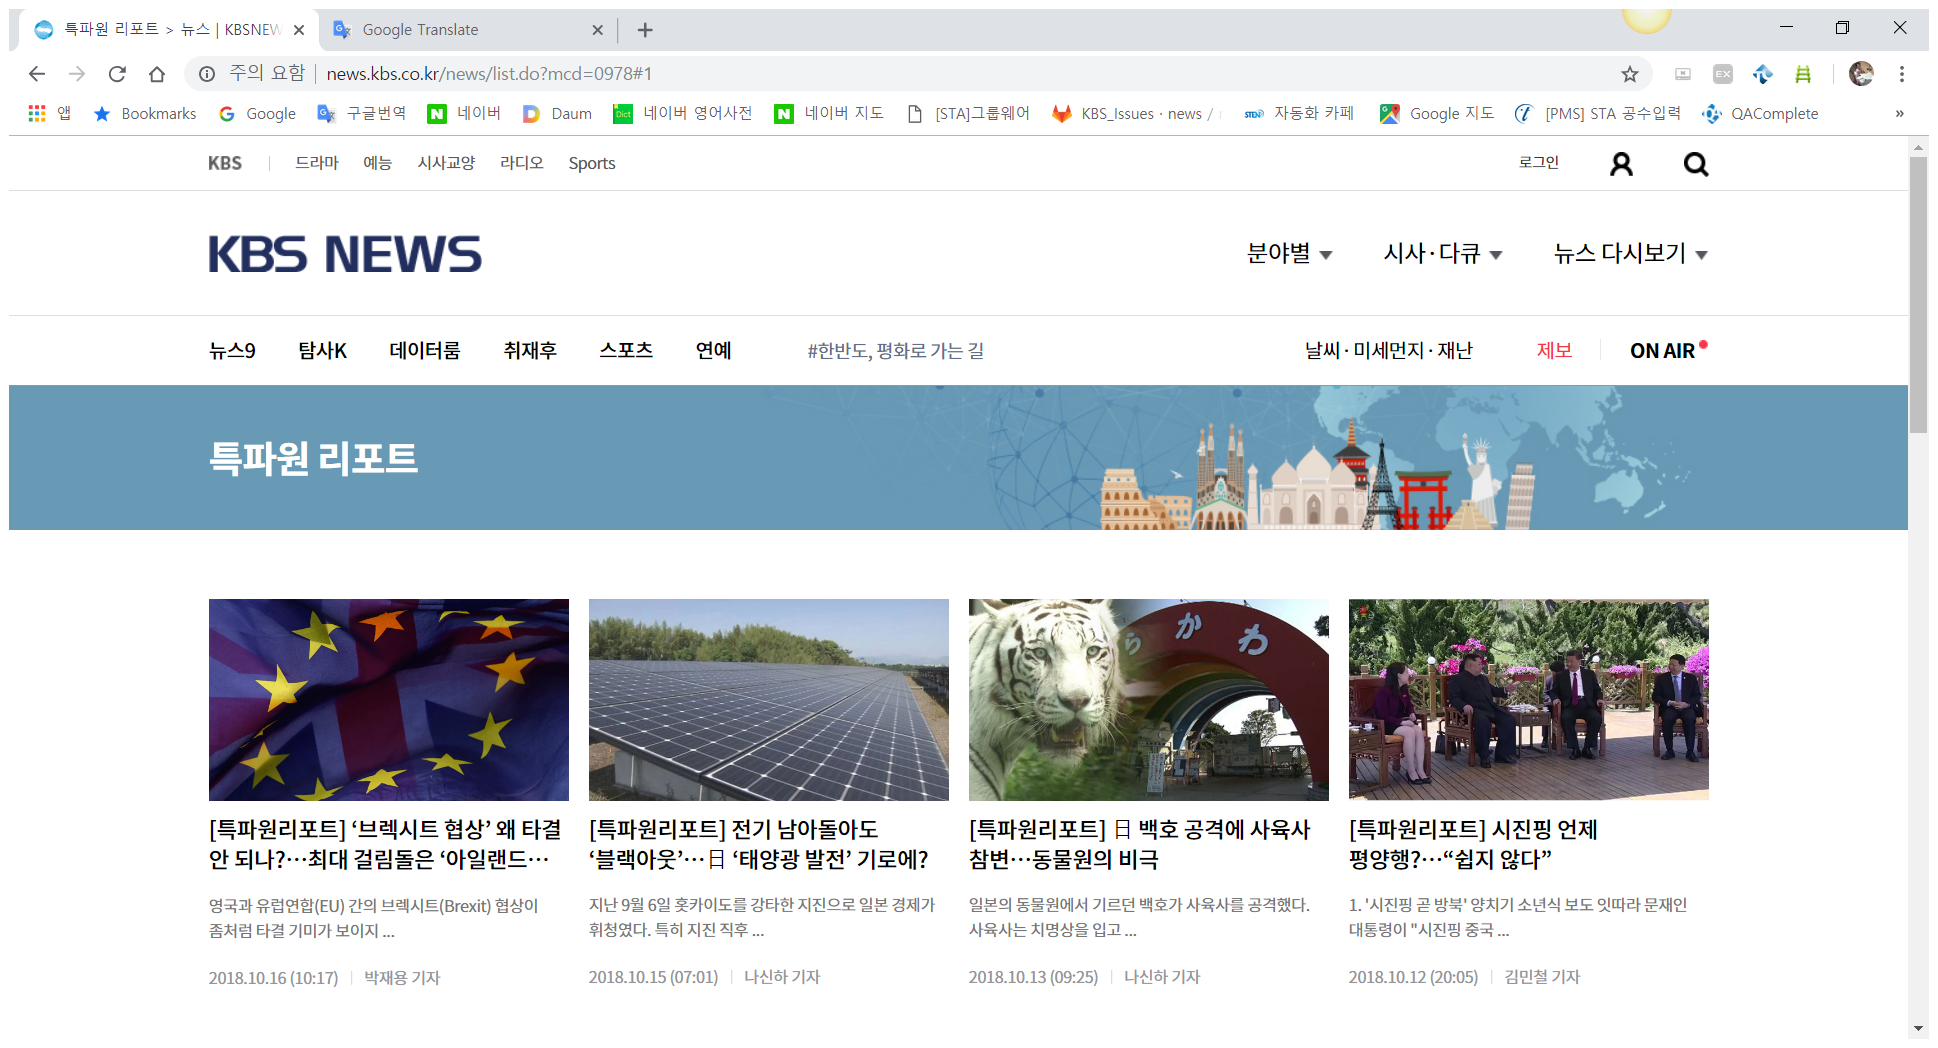 특파원 리포트 > 뉴스 | KBSNEW
Google Translate
주의 요함 | news.kbs.co.kr/news/list.do?mcd=0978#1
앱 Bookmarks Google 구글번역 네이버 Daum 네이버 영어사전 네이버 지도 [STA]그룹웨어 KBS_Issues · news / 자동화 카페 Google 지도 [PMS] STA 공수입력 QAComplete »
KBS | 드라마 예능 시사교양 라디오 Sports 로그인
KBS NEWS 분야별 시사·다큐 뉴스 다시보기
뉴스9 탐사K 데이터룸 취재후 스포츠 연예 #한반도, 평화로 가는 길 날씨·미세먼지·재난 제보 ON AIR
특파원 리포트
らかわ
[특파원리포트] ‘브렉시트 협상’ 왜 타결
안 되나?…최대 걸림돌은 ‘아일랜드…
영국과 유럽연합(EU) 간의 브렉시트(Brexit) 협상이
좀처럼 타결 기미가 보이지 ...
2018.10.16 (10:17) | 박재용 기자
[특파원리포트] 전기 남아돌아도
‘블랙아웃’…日 ‘태양광 발전’ 기로에?
지난 9월 6일 홋카이도를 강타한 지진으로 일본 경제가
휘청였다. 특히 지진 직후 ...
2018.10.15 (07:01) | 나신하 기자
[특파원리포트] 日 백호 공격에 사육사
참변…동물원의 비극
일본의 동물원에서 기르던 백호가 사육사를 공격했다.
사육사는 치명상을 입고 ...
2018.10.13 (09:25) | 나신하 기자
[특파원리포트] 시진핑 언제
평양행?…“쉽지 않다”
1. '시진핑 곧 방북' 양치기 소년식 보도 잇따라 문재인
대통령이 "시진핑 중국 ...
2018.10.12 (20:05) | 김민철 기자